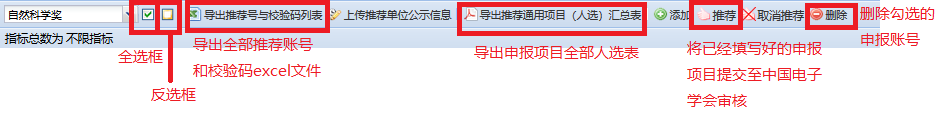 自然科学奖 导出推荐号与校验码列表 上传推荐单位公示信息 导出推荐通用项目（人选）汇总表 添加 推荐 取消推荐 删除
指标总数为 不限指标
全选框
反选框
导出全部推荐账号
和校验码excel文件
导出申报项目全部人选表
将已经填写好的申报
项目提交至中国电子
学会审核
删除勾选的
申报账号